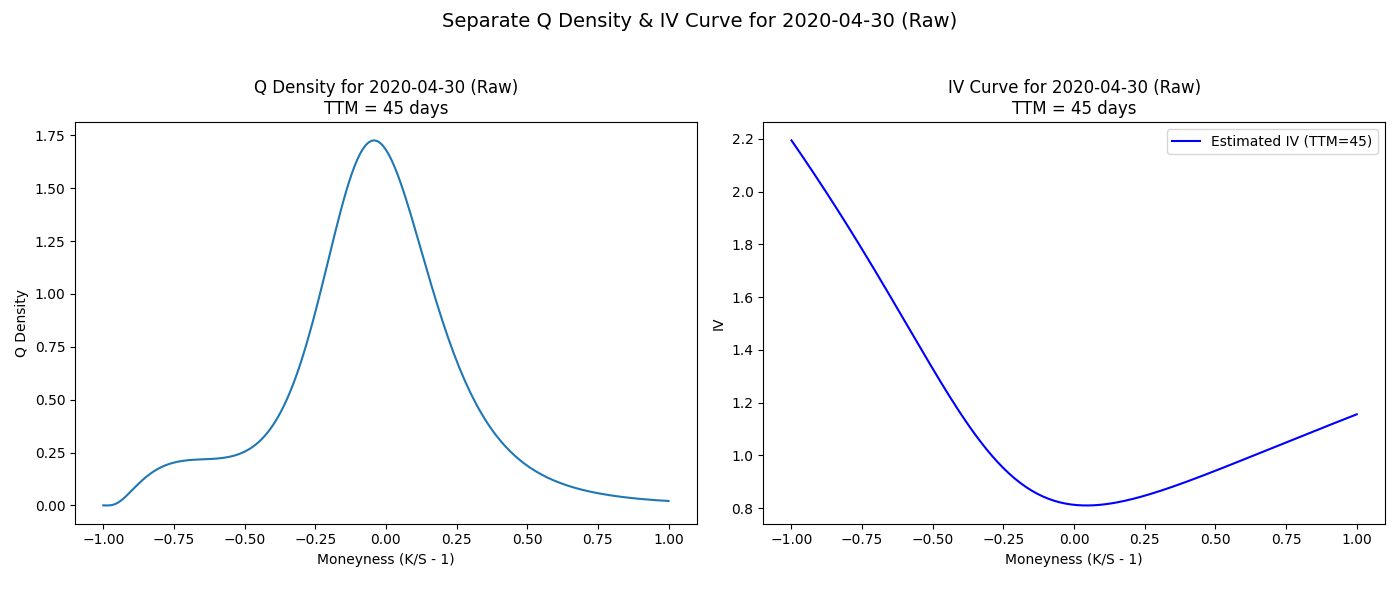 Separate Q Density & IV Curve for 2020-04-30 (Raw)
Q Density for 2020-04-30 (Raw)
TTM = 45 days
1.75
1.50
1.25
1.00
0.75
0.50
0.25
0.00
Q Density
−1.00 −0.75 −0.50 −0.25 0.00 0.25 0.50 0.75 1.00
Moneyness (K/S - 1)
IV Curve for 2020-04-30 (Raw)
TTM = 45 days
Estimated IV (TTM=45)
2.2
2.0
1.8
1.6
1.4
1.2
1.0
0.8
IV
−1.00 −0.75 −0.50 −0.25 0.00 0.25 0.50 0.75 1.00
Moneyness (K/S - 1)